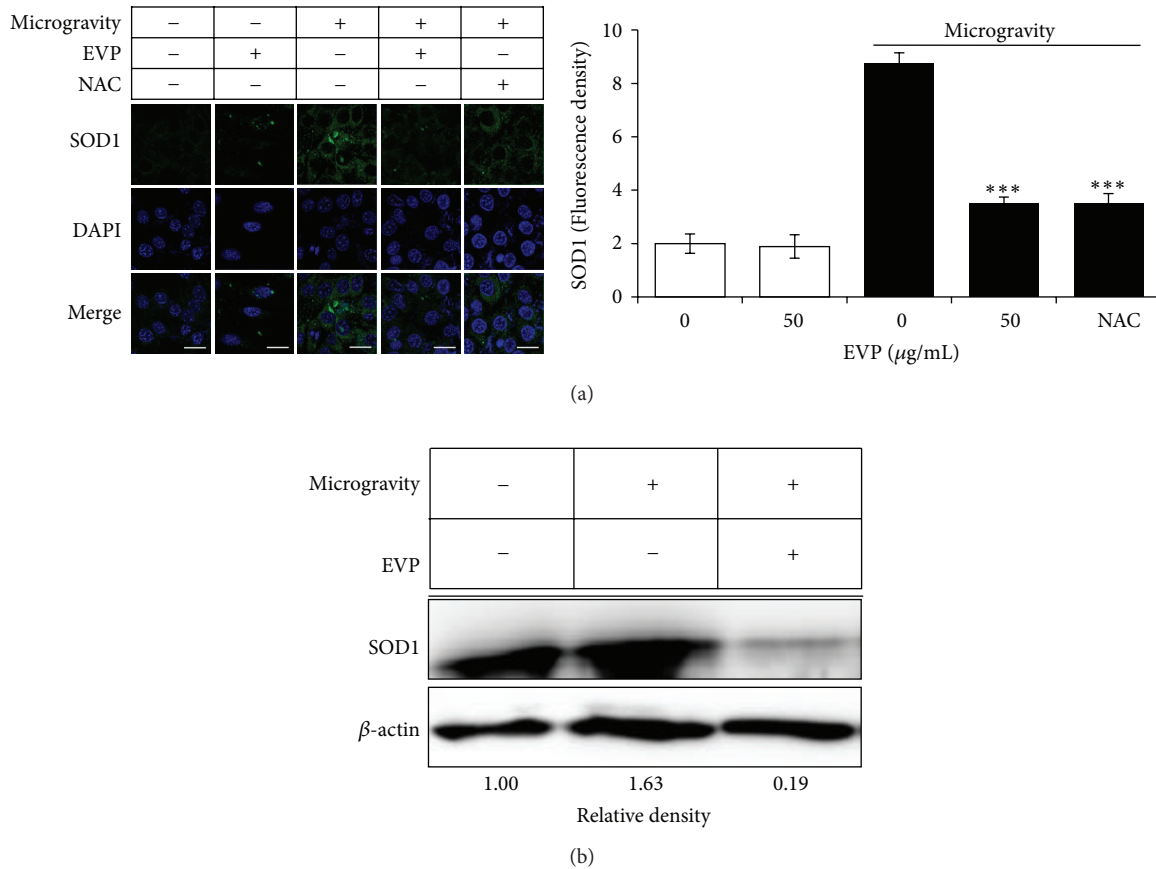 Microgravity − − + + +
EVP − + − + −
NAC − − − − +
SOD1
DAPI
Merge
SOD1 (Fluorescence density)
10
8
6
4
2
0
Microgravity
***
***
0 50 0 50 NAC
EVP (μg/mL)
(a)
Microgravity − + +
EVP − − +
SOD1
β-actin
1.00 1.63 0.19
Relative density
(b)